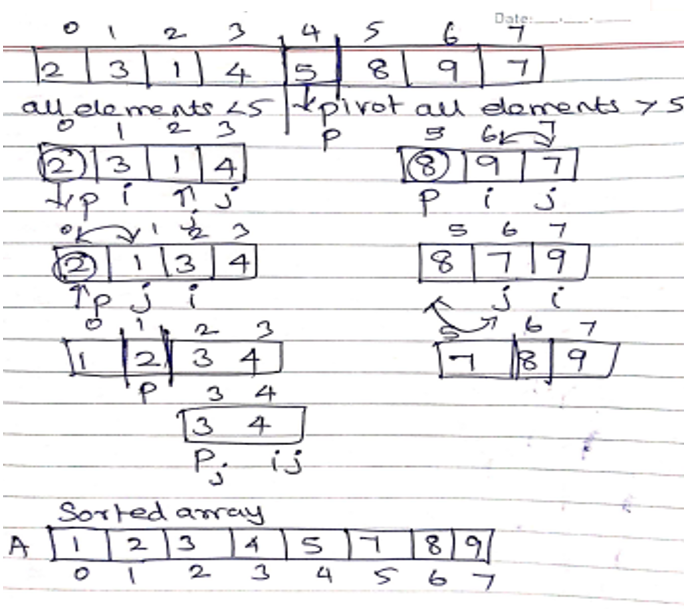 Date:
0 1 2 3 4 5 6 7
2 3 1 4 5 8 9 7
all elements <5 pivot all elements > 5
P
0 1 2 3 5 6 7
2 3 1 4 8 9 7
p i j j P i j
0 1 2 3 5 6 7
2 1 3 4 8 7 9
p j i j i
0 1 2 3 5 6 7
1 2 3 4 7 8 9
P 3 4
3 4
P j i j
Sorted array
A 1 2 3 4 5 7 8 9
0 1 2 3 4 5 6 7